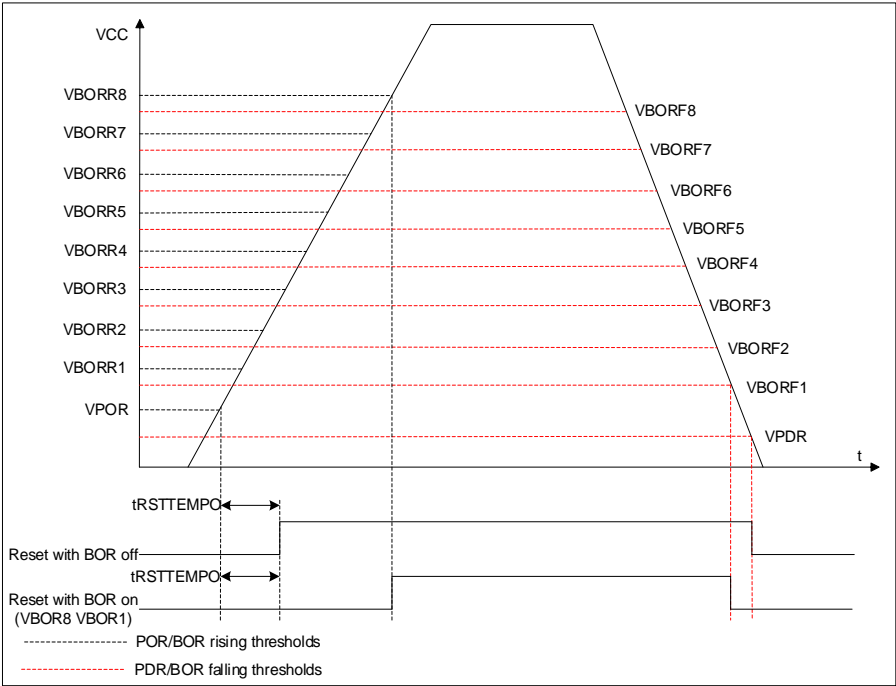 VCC
VBORR8
VBORF8
VBORR7
VBORF7
VBORR6
VBORF6
VBORR5
VBORF5
VBORR4
VBORF4
VBORR3
VBORF3
VBORR2
VBORF2
VBORR1
VBORF1
VPOR
VPDR
t
tRSTTEMPO
Reset with BOR off
tRSTTEMPO
Reset with BOR on
(VBOR8 VBOR1)
POR/BOR rising thresholds
PDR/BOR falling thresholds